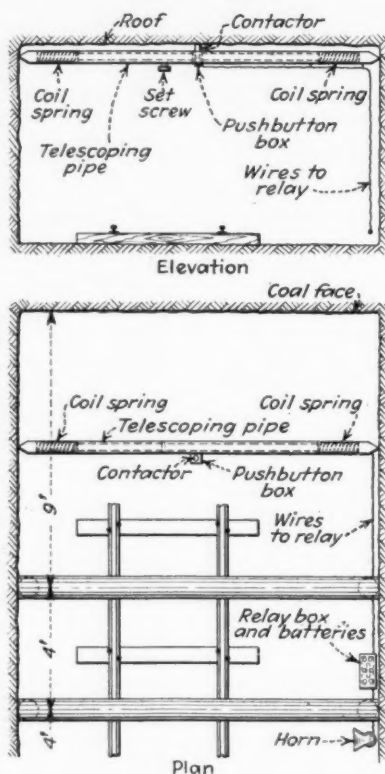 Roof
Contactor
Coil
spring
Set
screw
Coil spring
Telescoping
pipe
Pushbutton
box
Wires to
relay
Elevation
Coal face
Coil spring
Coil spring
Telescoping pipe
Contactor
Pushbutton
box
9'
Wires
to relay
Relay box
and batteries
4'
4'
Horn
Plan